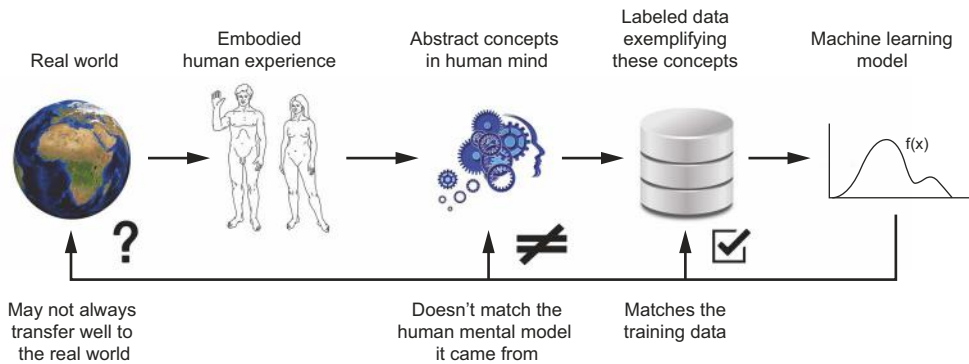 Real world
Embodied
human experience
Abstract concepts
in human mind
Labeled data
exemplifying
these concepts
Machine learning
model
f(x)
?
≠
May not always
transfer well to
the real world
Doesn’t match the
human mental model
it came from
Matches the
training data